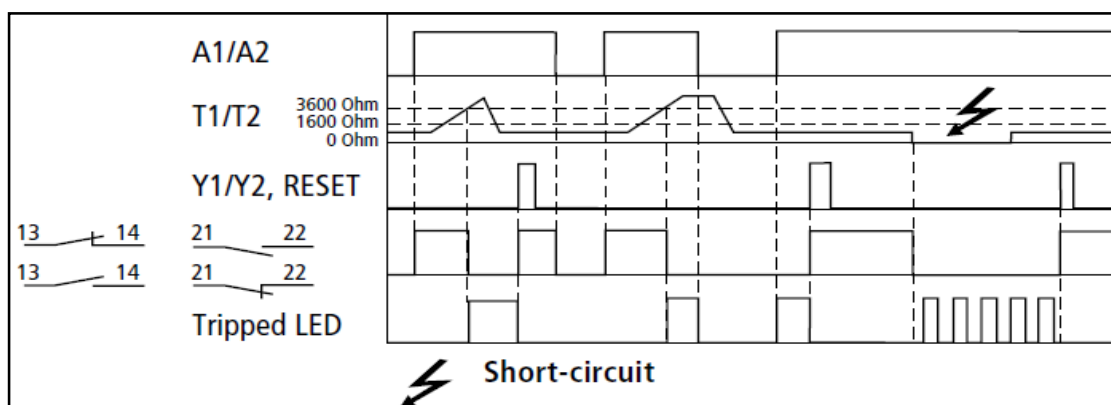 A1/A2
T1/T2
3600 Ohm
1600 Ohm
0 Ohm
Y1/Y2, RESET
13 14 21 22
13 14 21 22
Tripped LED
Short-circuit